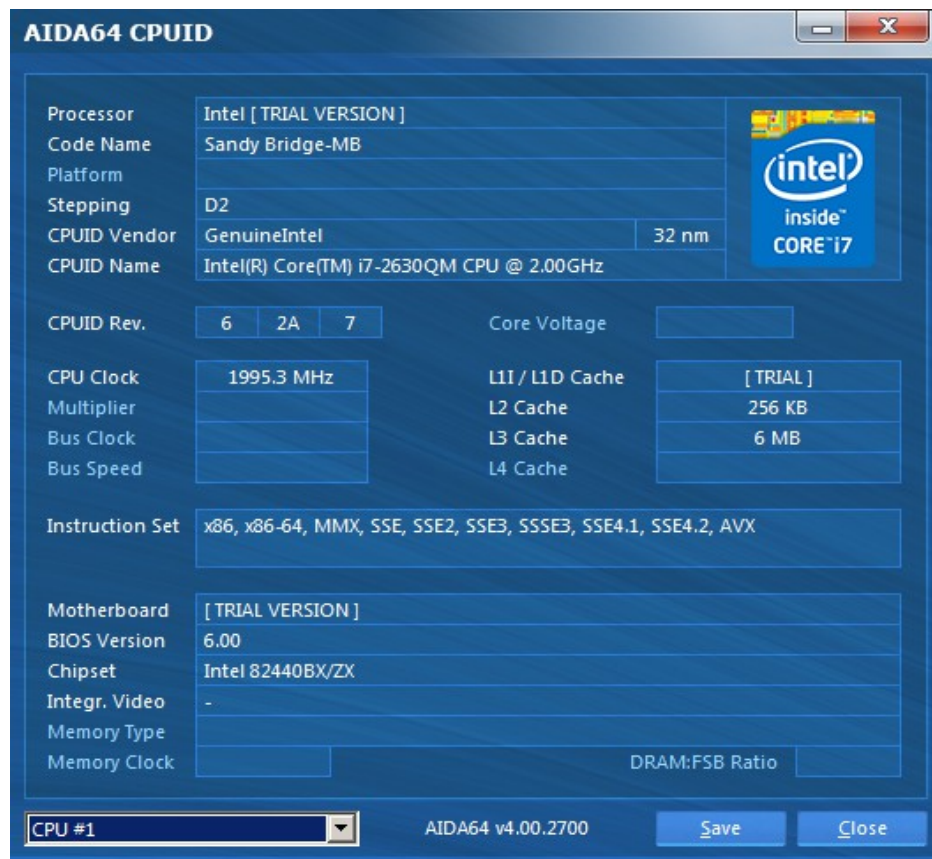 AIDA64 CPUID
Processor Intel [ TRIAL VERSION ]
Code Name Sandy Bridge-MB
Platform
Stepping D2
CPUID Vendor GenuineIntel 32 nm
CPUID Name Intel(R) Core(TM) i7-2630QM CPU @ 2.00GHz
intel
inside™
CORE™i7
CPUID Rev. 6 2A 7 Core Voltage
CPU Clock 1995.3 MHz L1I / L1D Cache [ TRIAL ]
Multiplier L2 Cache 256 KB
Bus Clock L3 Cache 6 MB
Bus Speed L4 Cache
Instruction Set x86, x86-64, MMX, SSE, SSE2, SSE3, SSSE3, SSE4.1, SSE4.2, AVX
Motherboard [ TRIAL VERSION ]
BIOS Version 6.00
Chipset Intel 82440BX/ZX
Integr. Video -
Memory Type
Memory Clock DRAM:FSB Ratio
CPU #1 AIDA64 v4.00.2700 Save Close